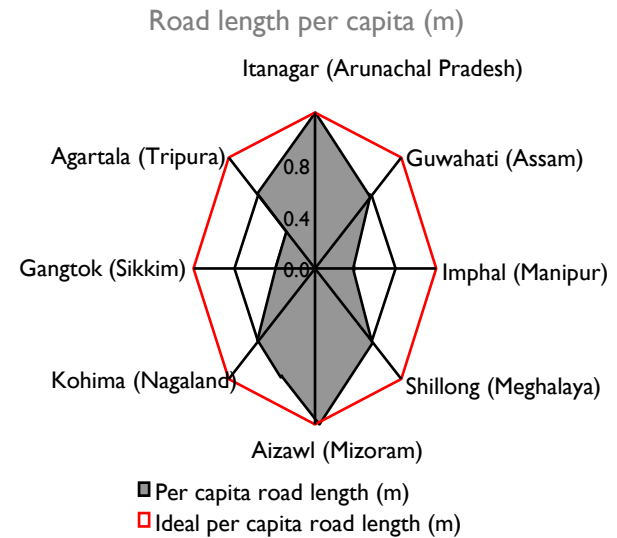 Road length per capita (m)
Itanagar (Arunachal Pradesh)
Agartala (Tripura)
0.8
Guwahati (Assam)
0.4
Gangtok (Sikkim)
0.0
Imphal (Manipur)
Kohima (Nagaland)
Shillong (Meghalaya)
Aizawl (Mizoram)
Per capita road length (m)
Ideal per capita road length (m)